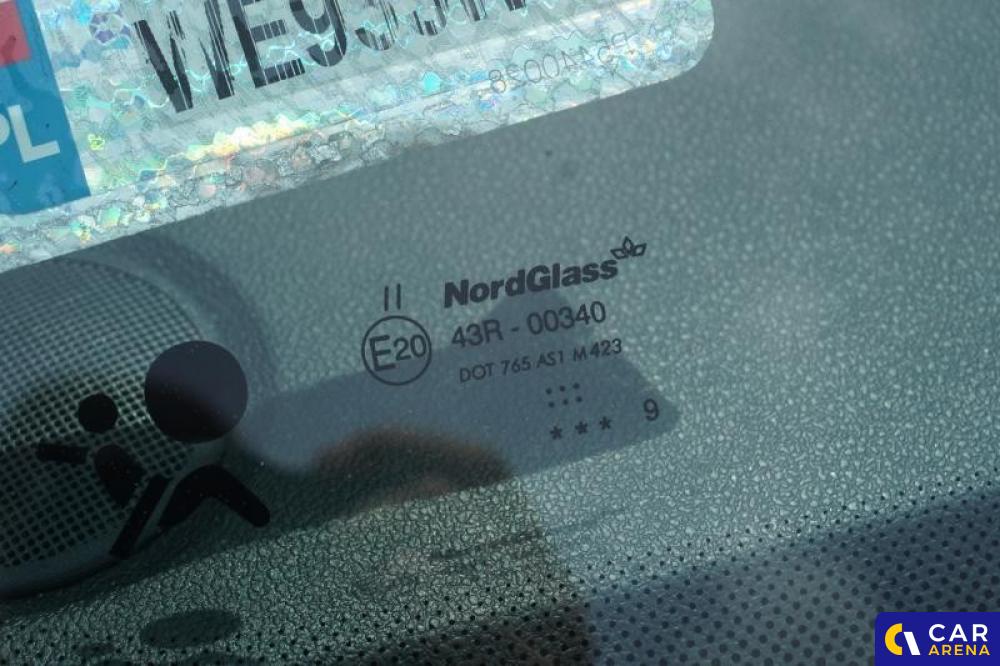 PL
II
NordGlass
E20
43R - 00340
DOT 765 AS1 M423
*** 9
CAR
ARENA